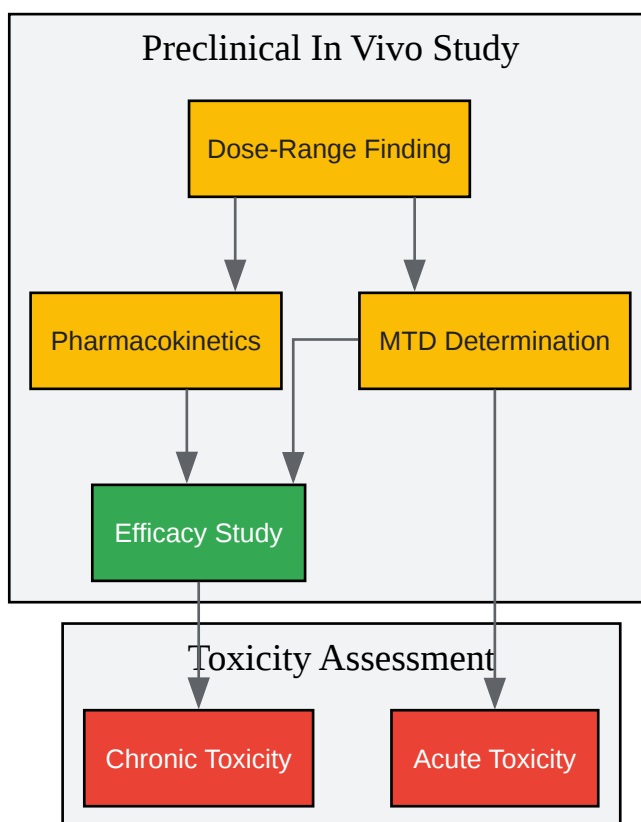 Preclinical In Vivo Study
Dose-Range Finding
Pharmacokinetics
MTD Determination
Efficacy Study
Toxicity Assessment
Chronic Toxicity
Acute Toxicity